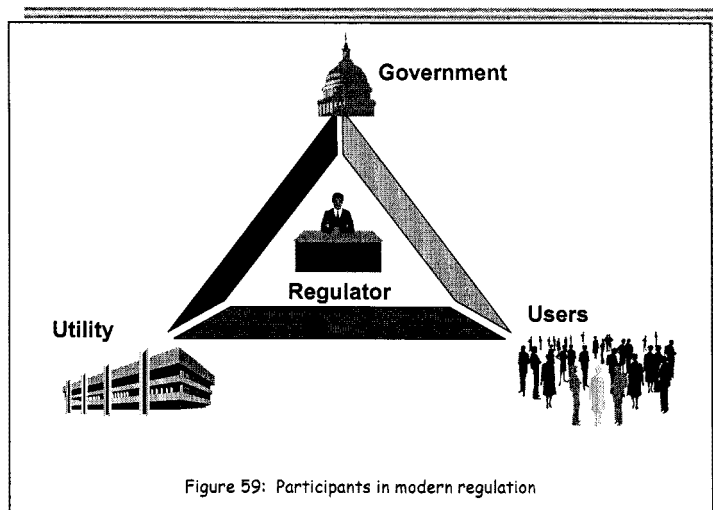 Government
Regulator
Utility
Users
Figure 59: Participants in modern regulation